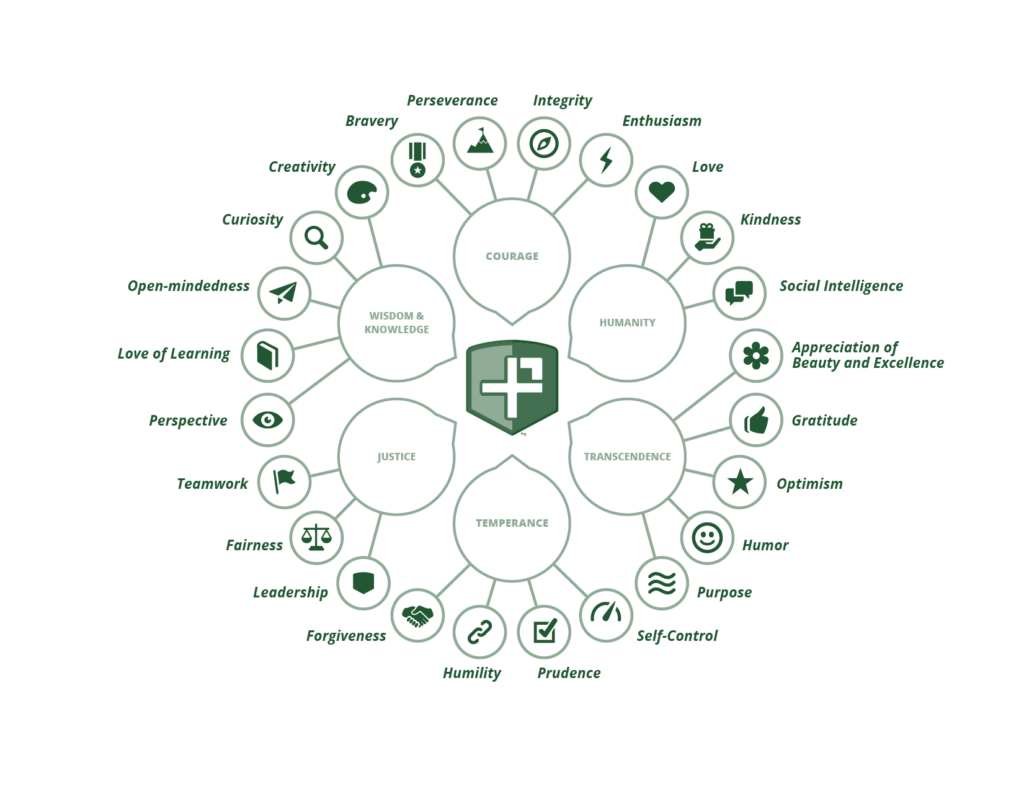 Perseverance
Integrity
Bravery
Enthusiasm
Creativity
Love
Curiosity
Kindness
COURAGE
Open-mindedness
Social Intelligence
WISDOM &
KNOWLEDGE
HUMANITY
Love of Learning
Appreciation of
Beauty and Excellence
Perspective
Gratitude
JUSTICE
TRANSCENDENCE
Teamwork
Optimism
TEMPERANCE
Fairness
Humor
Leadership
Purpose
Forgiveness
Self-Control
Humility
Prudence